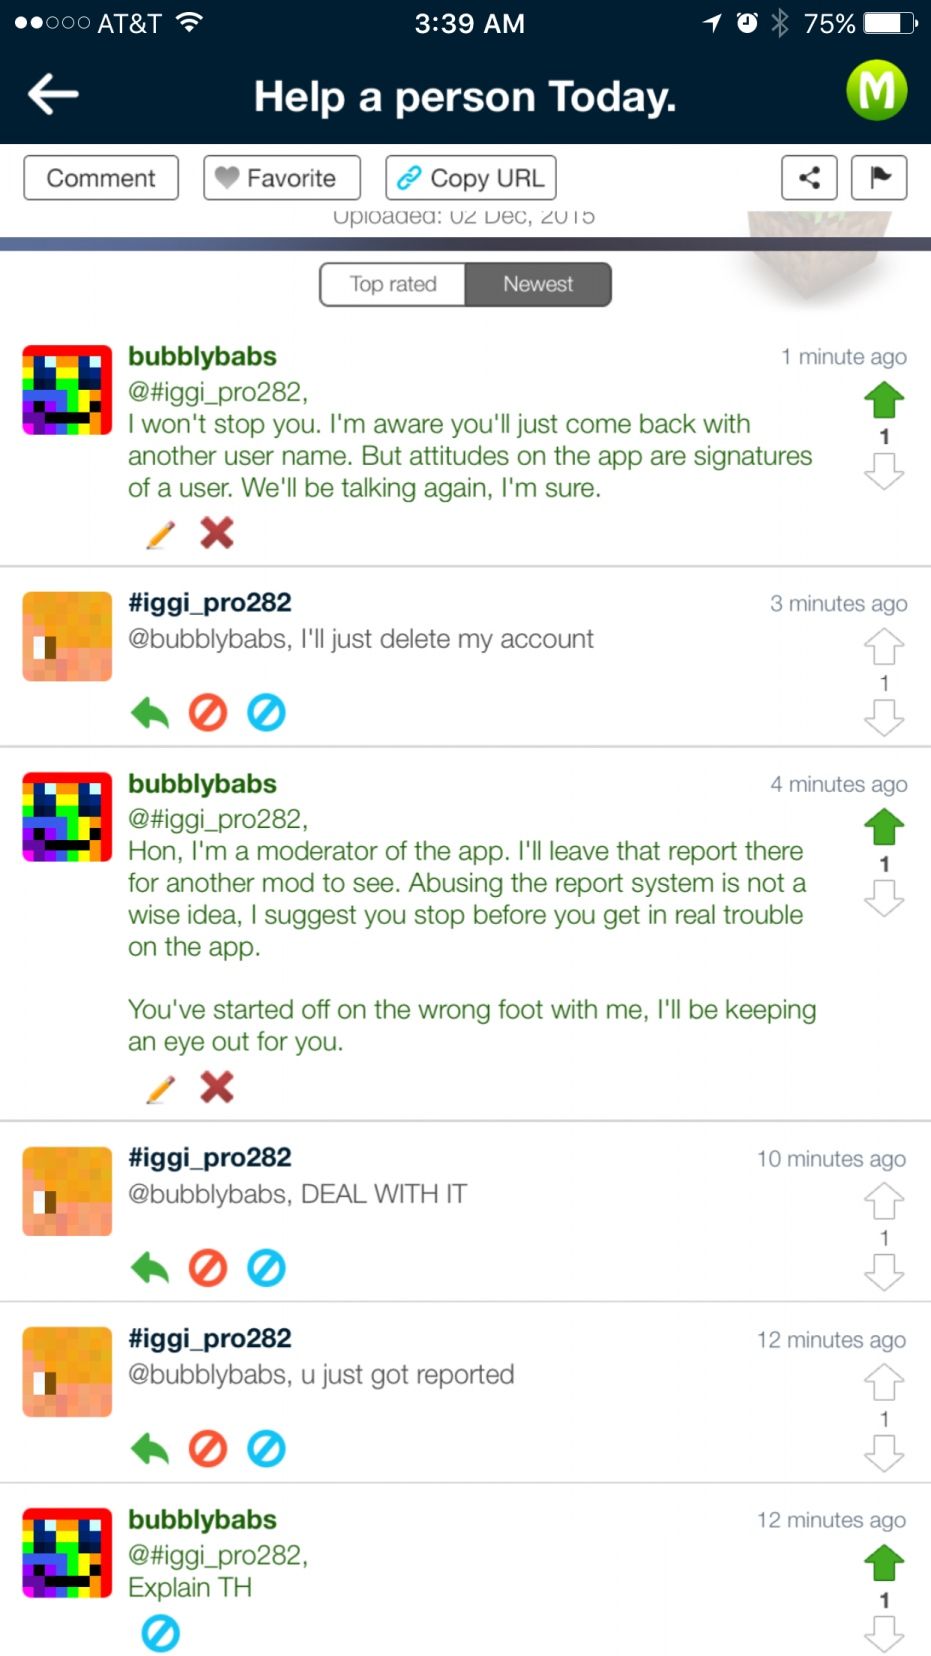 AT&T 3:39 AM 75%
Help a person Today.
M
Comment Favorite Copy URL
Uploaded: 02 Dec, 2015
Top rated Newest
bubblybabs 1 minute ago
@#iggi_pro282,
I won't stop you. I'm aware you'll just come back with
another user name. But attitudes on the app are signatures
of a user. We'll be talking again, I'm sure.
1
#iggi_pro282 3 minutes ago
@bubblybabs, I'll just delete my account
1
bubblybabs 4 minutes ago
@#iggi_pro282,
Hon, I'm a moderator of the app. I'll leave that report there
for another mod to see. Abusing the report system is not a
wise idea, I suggest you stop before you get in real trouble
on the app.
You've started off on the wrong foot with me, I'll be keeping
an eye out for you.
1
#iggi_pro282 10 minutes ago
@bubblybabs, DEAL WITH IT
1
#iggi_pro282 12 minutes ago
@bubblybabs, u just got reported
1
bubblybabs 12 minutes ago
@#iggi_pro282,
Explain TH
1